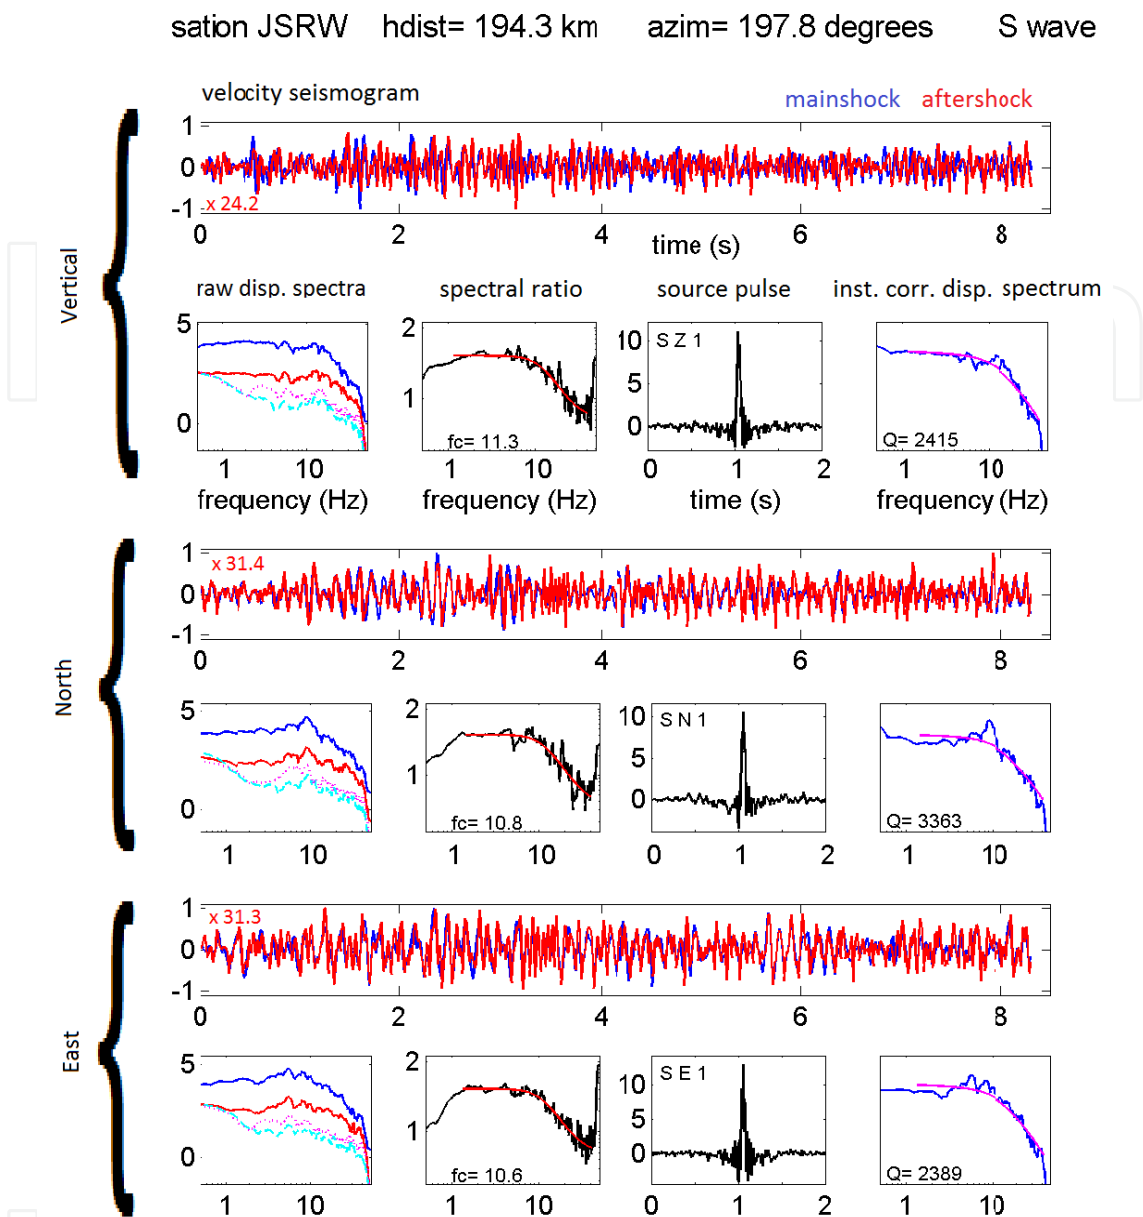 sation JSRW hdist= 194.3 km azim= 197.8 degrees S wave
velocity seismogram mainshock aftershock
1
0
-1
x 24.2
0 2 4 6 8
time (s)
Vertical
raw disp. spectra spectral ratio source pulse inst. corr. disp. spectrum
5 2 10 S Z 1
1
0 0
fc= 11.3 Q= 2415
1 10 1 10 0 1 2 1 10
frequency (Hz) frequency (Hz) time (s) frequency (Hz)
1
x 31.4
0
-1
0 2 4 6 8
North
5 2 10 S N 1
5
1
0 0
fc= 10.8 Q= 3363
1 10 1 10 0 1 2 1 10
1
x 31.3
0
-1
0 2 4 6 8
East
5 2 S E 1
10
5
1
0 0
fc= 10.6 Q= 2389
1 10 1 10 0 1 2 1 10